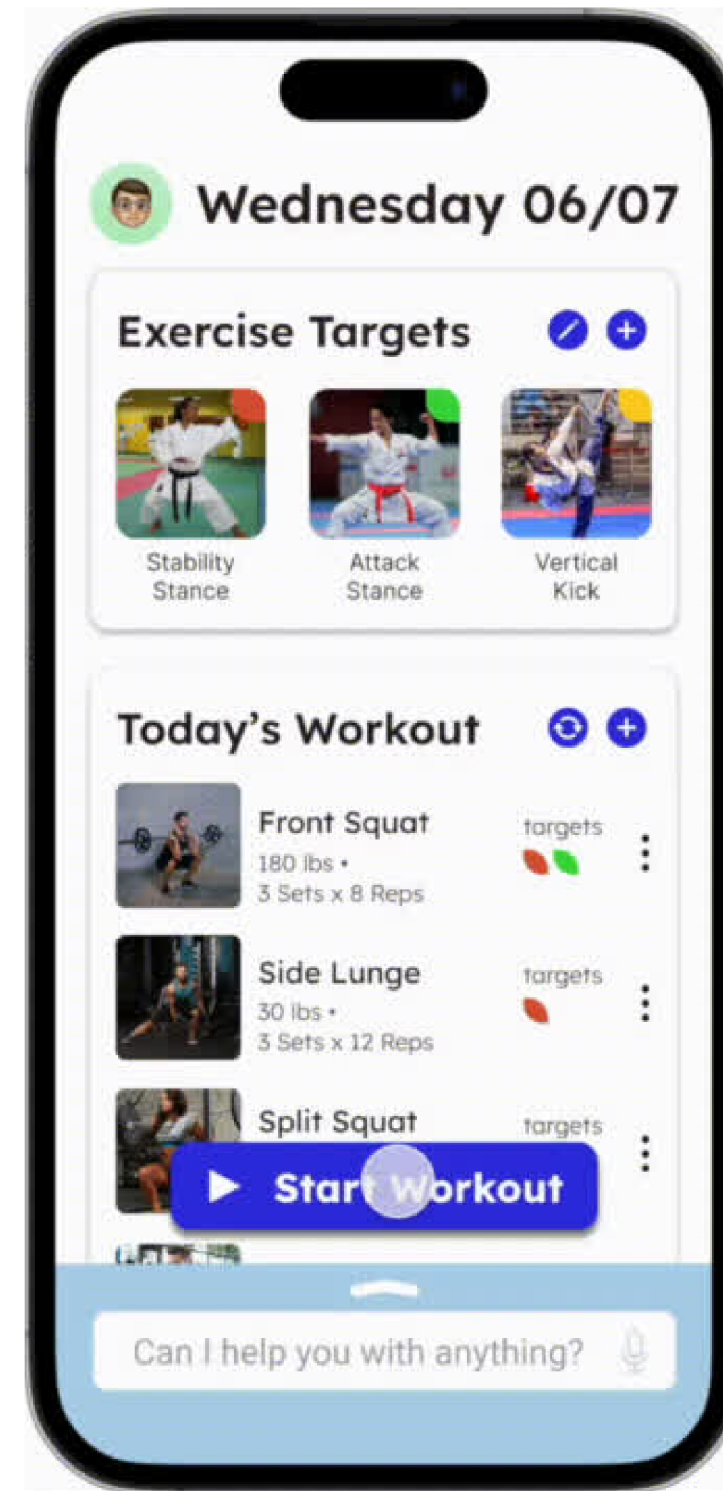 Wednesday 06/07
Exercise Targets
Stability
Stance
Attack
Stance
Vertical
Kick
Today's Workout
Front Squat
targets
180 lbs •
3 Sets x 8 Reps
Side Lunge
targets
30 lbs •
3 Sets x 12 Reps
Split Squat
targets
Start Workout
Can I help you with anything?